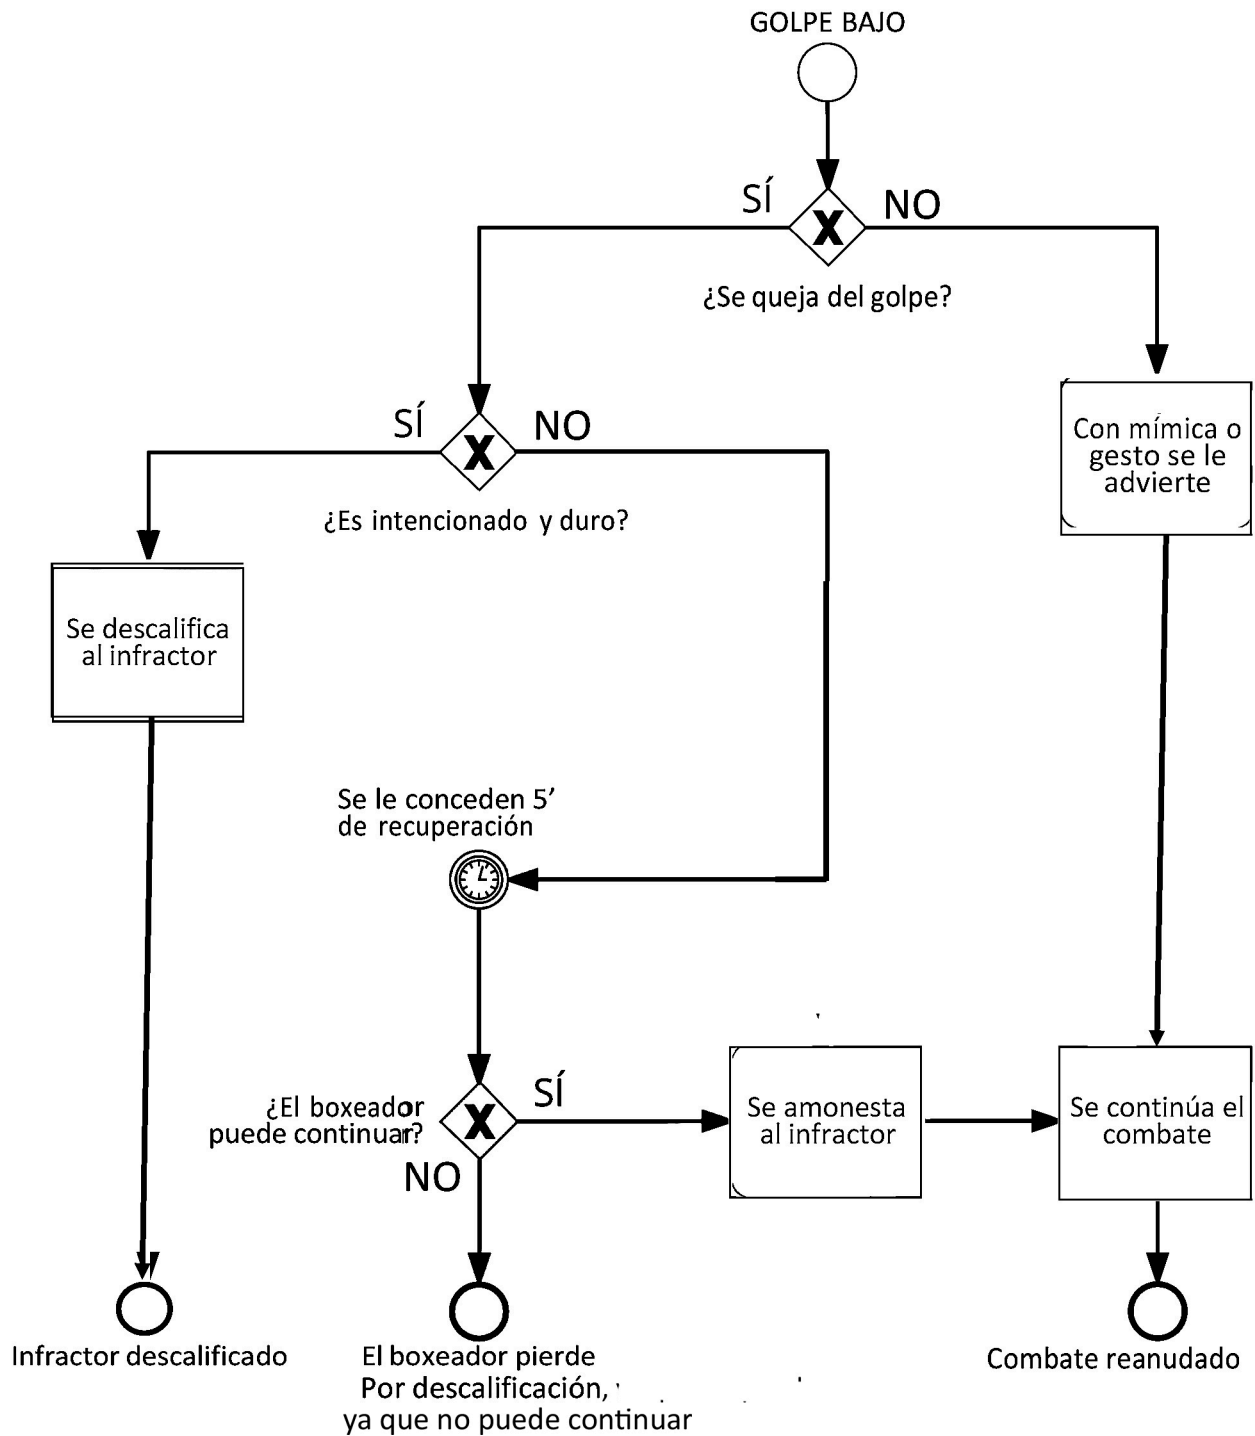 GOLPE BAJO
SÍ
NO
¿Se queja del golpe?
SÍ
NO
¿Es intencionado y duro?
Con mímica o
gesto se le
advierte
Se descalifica
al infractor
Se le conceden 5’
de recuperación
¿El boxeador
puede continuar?
SÍ
NO
Se amonesta
al infractor
Se continúa el
combate
Infractor descalificado
El boxeador pierde
Por descalificación,
ya que no puede continuar
Combate reanudado